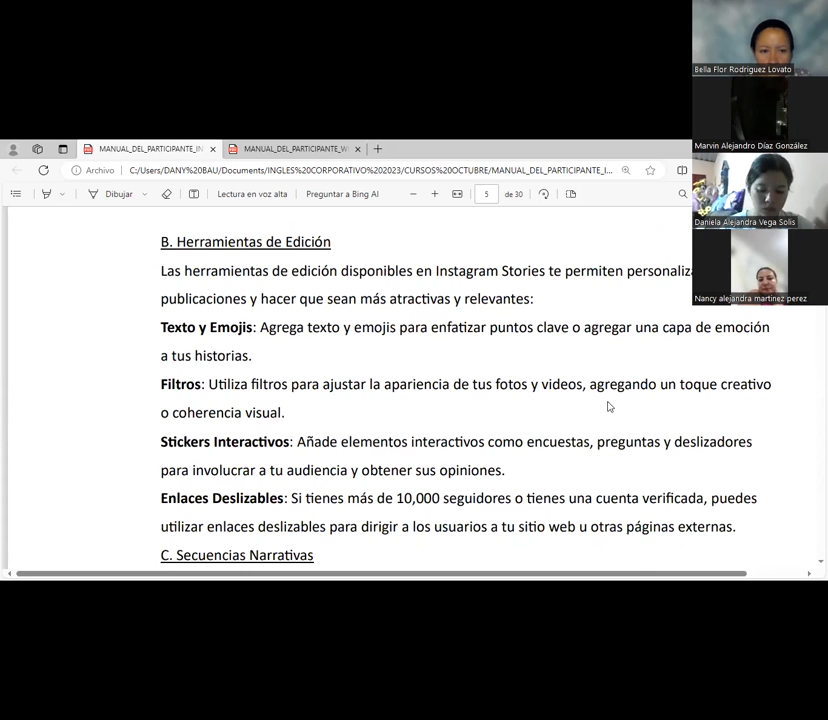 Bella Flor Rodriguez Lovato
Marvin Alejandro Díaz González
Daniela Alejandra Vega Solis
Nancy alejandra martinez perez
MANUAL_DEL_PARTICIPANTE_IN
MANUAL_DEL_PARTICIPANTE_W
Archivo C:/Users/DANY%20BAU/Documents/INGLES%20CORPORATIVO%202023/CURSOS%20OCTUBRE/MANUAL_DEL_PARTICIPANTE_I...
Dibujar Lectura en voz alta Preguntar a Bing AI 5 de 30
B. Herramientas de Edición
Las herramientas de edición disponibles en Instagram Stories te permiten personaliza
publicaciones y hacer que sean más atractivas y relevantes:
Texto y Emojis: Agrega texto y emojis para enfatizar puntos clave o agregar una capa de emoción
a tus historias.
Filtros: Utiliza filtros para ajustar la apariencia de tus fotos y videos, agregando un toque creativo
o coherencia visual.
Stickers Interactivos: Añade elementos interactivos como encuestas, preguntas y deslizadores
para involucrar a tu audiencia y obtener sus opiniones.
Enlaces Deslizables: Si tienes más de 10,000 seguidores o tienes una cuenta verificada, puedes
utilizar enlaces deslizables para dirigir a los usuarios a tu sitio web u otras páginas externas.
C. Secuencias Narrativas